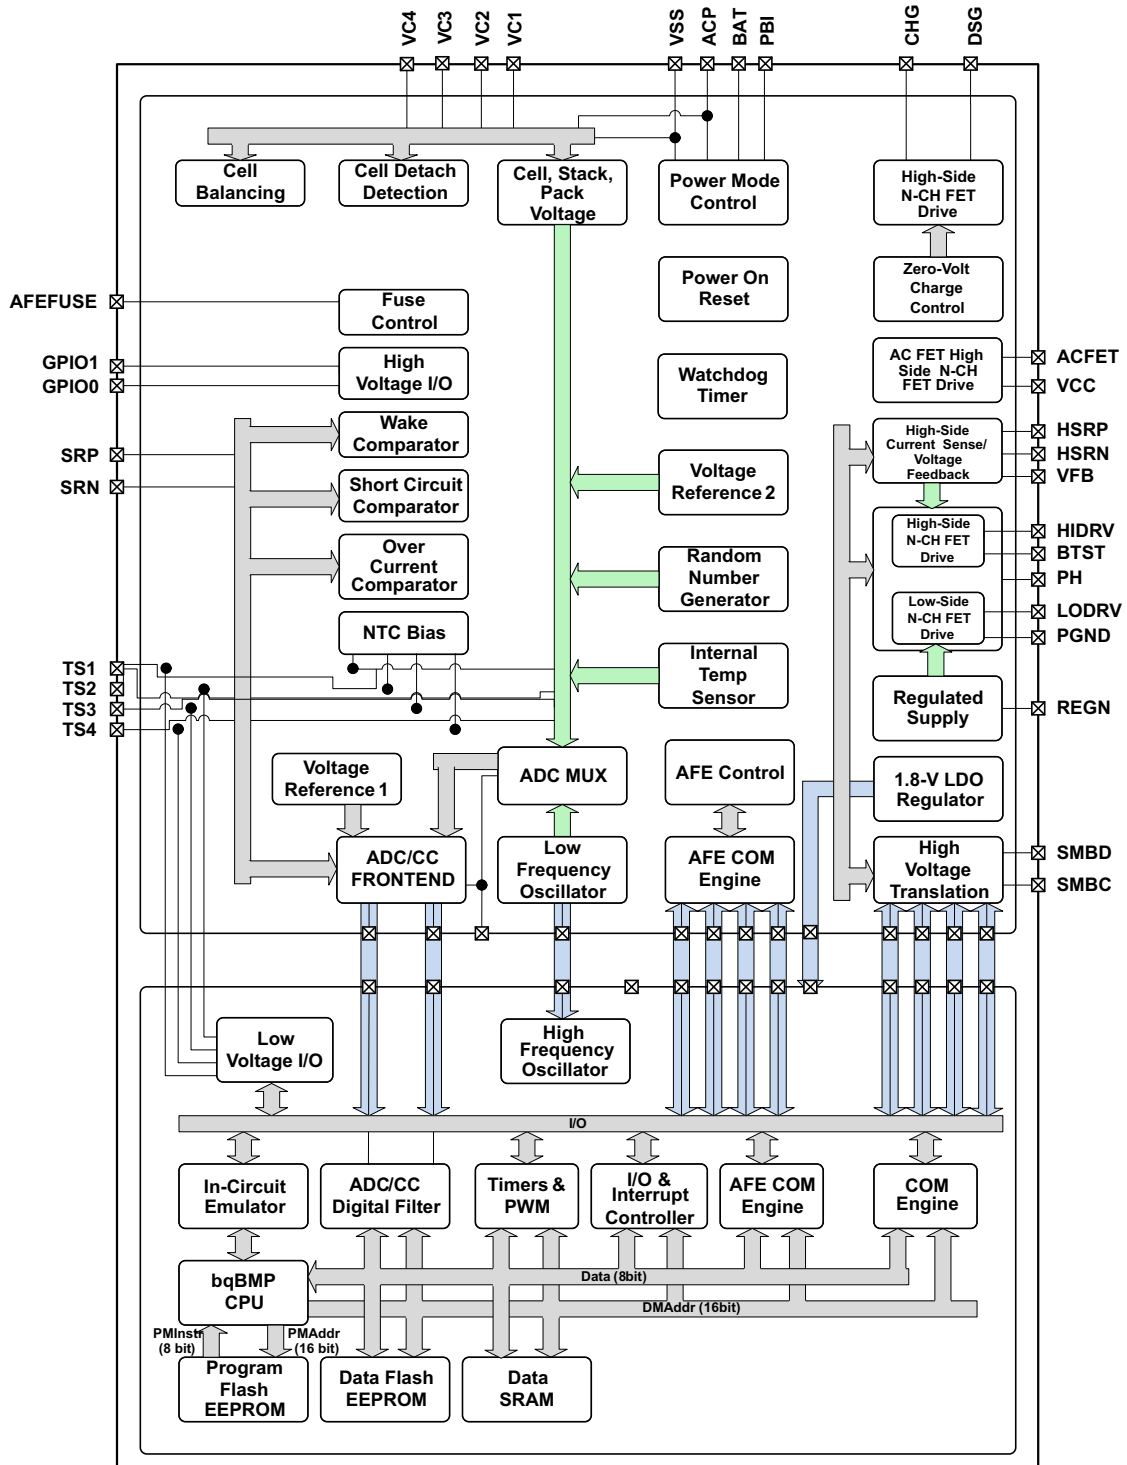 VC4
VC3
VC2
VC1
VSS
ACP
BAT
PBI
CHG
DSG
Cell
Balancing
Cell Detach
Detection
Cell, Stack,
Pack
Voltage
Power Mode
Control
High-Side
N-CH FET
Drive
Power On
Reset
Zero-Volt
Charge
Control
AFEFUSE
Fuse
Control
GPIO1
GPIO0
High
Voltage I/O
Watchdog
Timer
AC FET High
Side N-CH
FET Drive
ACFET
VCC
Wake
Comparator
SRP
SRN
Short Circuit
Comparator
Voltage
Reference 2
High-Side
Current Sense/
Voltage
Feedback
HSRP
HSRN
VFB
Over
Current
Comparator
Random
Number
Generator
High-Side
N-CH FET
Drive
HIDRV
BTST
PH
NTC Bias
Low-Side
N-CH FET
Drive
LODRV
PGND
TS1
TS2
TS3
TS4
Internal
Temp
Sensor
Regulated
Supply
REGN
Voltage
Reference 1
ADC MUX
AFE Control
1.8-V LDO
Regulator
ADC/CC
FRONTEND
Low
Frequency
Oscillator
AFE COM
Engine
High
Voltage
Translation
SMBD
SMBC
Low
Voltage I/O
High
Frequency
Oscillator
I/O
In-Circuit
Emulator
ADC/CC
Digital Filter
Timers &
PWM
I/O &
Interrupt
Controller
AFE COM
Engine
COM
Engine
bqBMP
CPU
Data (8bit)
DMAddr (16bit)
PMInstr
(8 bit)
PMAddr
(16 bit)
Program
Flash
EEPROM
Data Flash
EEPROM
Data
SRAM